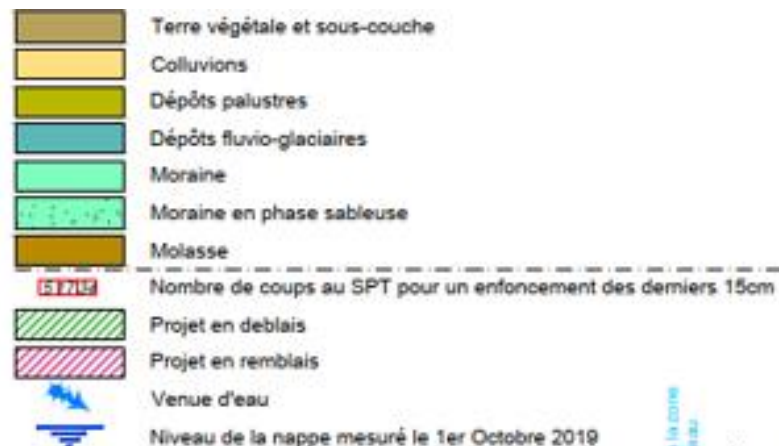 Terre végétale et sous-couche
Colluvions
Dépôts palustres
Dépôts fluvio-glaciaires
Moraine
Moraine en phase sableuse
Molasse
Nombre de coups au SPT pour un enfoncement des derniers 15cm
Projet en deblais
Projet en remblais
Venue d'eau
Niveau de la nappe mesuré le 1er Octobre 2019
la zone